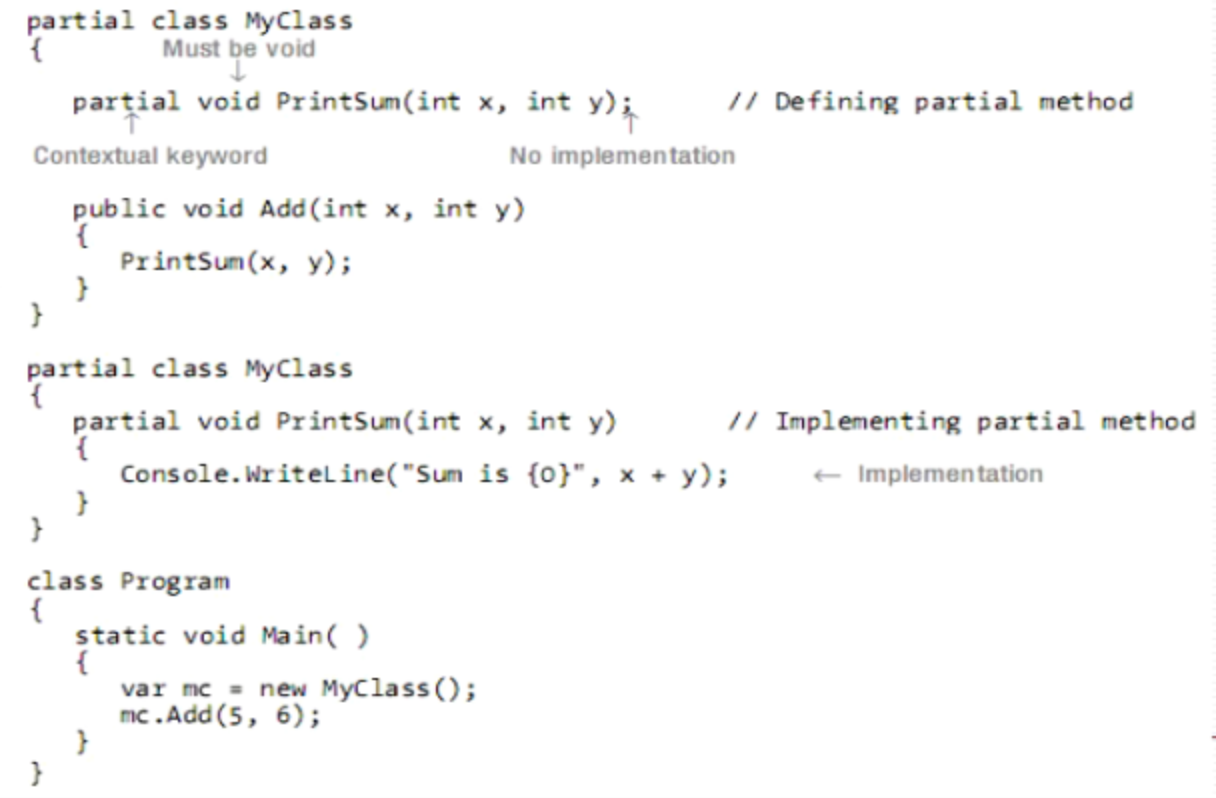 partial class MyClass
{
Must be void
↓
partial void PrintSum(int x, int y); // Defining partial method
↑ ↑
Contextual keyword No implementation
public void Add(int x, int y)
{
PrintSum(x, y);
}
}
partial class MyClass
{
partial void PrintSum(int x, int y) // Implementing partial method
{
Console.WriteLine("Sum is {0}", x + y); ← Implementation
}
}
class Program
{
static void Main( )
{
var mc = new MyClass();
mc.Add(5, 6);
}
}